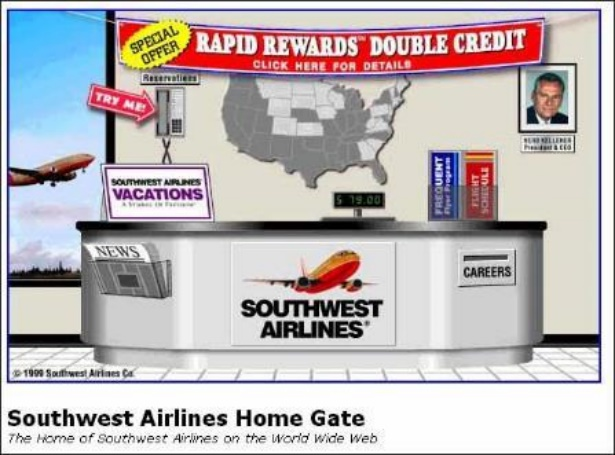 SPECIAL
OFFER
RAPID REWARDS℠ DOUBLE CREDIT
CLICK HERE FOR DETAILS
Reservations
TRY ME!
HERB KELLEHER
President & CEO
SOUTHWEST AIRLINES
VACATIONS
$ 79.00
FREQUENT
Flyer Program
FLIGHT
SCHEDULE
NEWS
CAREERS
SOUTHWEST
AIRLINES®
© 1999 Southwest Airlines Co.
Southwest Airlines Home Gate
The Home of Southwest Airlines on the World Wide Web